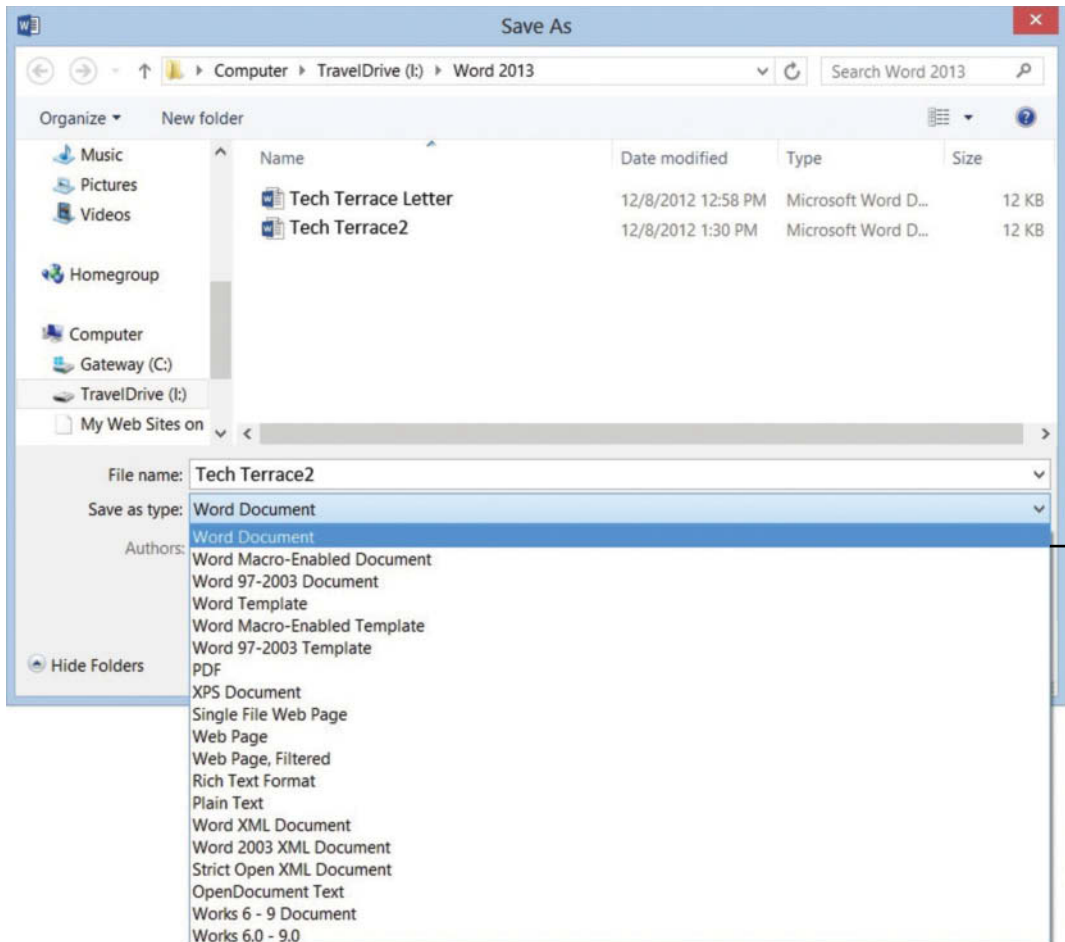 Save As
Computer TravelDrive (I:) Word 2013 Search Word 2013
Organize New folder
Music
Pictures
Videos
Homegroup
Computer
Gateway (C:)
TravelDrive (I:)
My Web Sites on
Name Date modified Type Size
Tech Terrace Letter 12/8/2012 12:58 PM Microsoft Word D... 12 KB
Tech Terrace2 12/8/2012 1:30 PM Microsoft Word D... 12 KB
File name: Tech Terrace2
Save as type: Word Document
Authors:
Word Document
Word Macro-Enabled Document
Word 97-2003 Document
Word Template
Word Macro-Enabled Template
Word 97-2003 Template
PDF
XPS Document
Single File Web Page
Web Page
Web Page, Filtered
Rich Text Format
Plain Text
Word XML Document
Word 2003 XML Document
Strict Open XML Document
OpenDocument Text
Works 6 - 9 Document
Works 6.0 - 9.0
Hide Folders